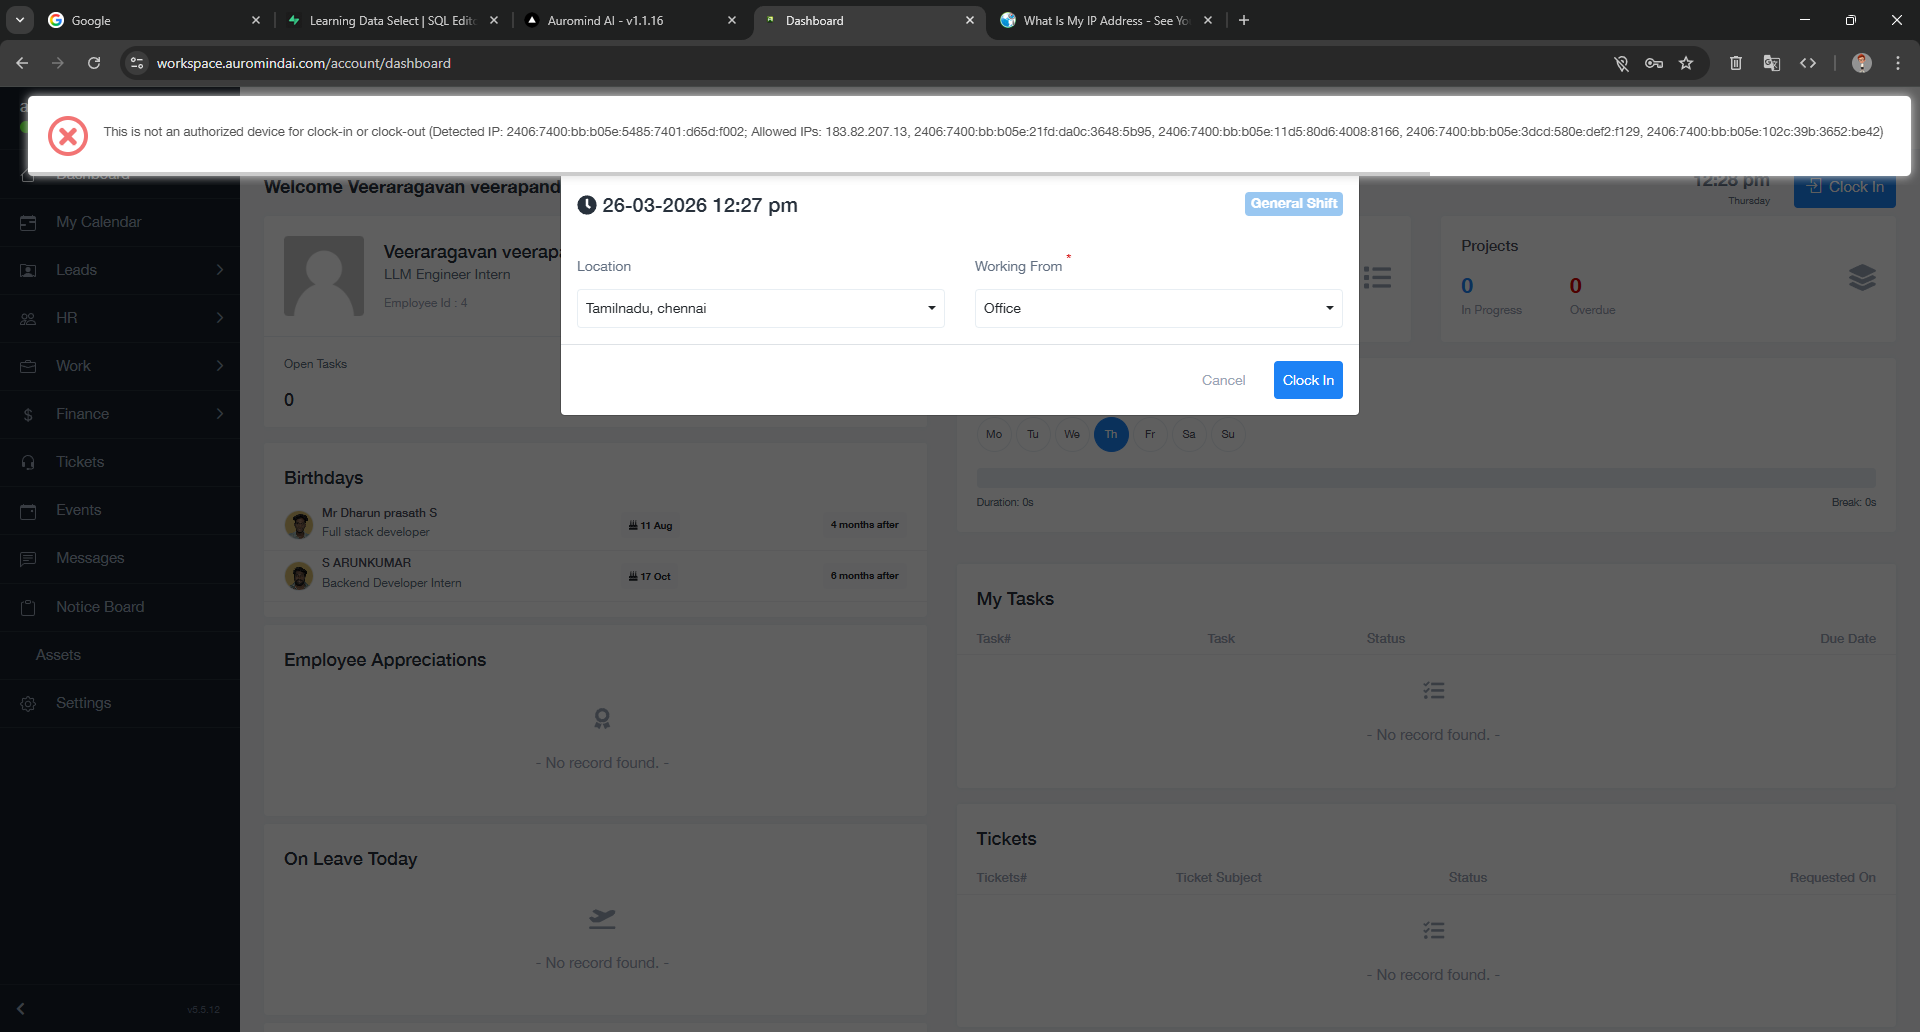 Google
Learning Data Select | SQL Edito
Auromind AI - v1.1.16
Dashboard
What Is My IP Address - See Yo
workspace.auromindai.com/account/dashboard
This is not an authorized device for clock-in or clock-out (Detected IP: 2406:7400:bb:b05e:5485:7401:d65d:f002; Allowed IPs: 183.82.207.13, 2406:7400:bb:b05e:21fd:da0c:3648:5b95, 2406:7400:bb:b05e:11d5:80d6:4008:8166, 2406:7400:bb:b05e:3dcd:580e:def2:f129, 2406:7400:bb:b05e:102c:39b:3652:be42)
Dashboard
My Calendar
Leads
HR
Work
Finance
Tickets
Events
Messages
Notice Board
Assets
Settings
v5.5.12
Welcome Veeraragavan veerapand
12:28 pm
Thursday
Clock In
26-03-2026 12:27 pm
General Shift
Location
Working From *
Tamilnadu, chennai
Office
Cancel
Clock In
Veeraragavan veerapa
LLM Engineer Intern
Employee Id : 4
Open Tasks
0
Projects
0
0
In Progress
Overdue
Mo Tu We Th Fr Sa Su
Duration: 0s
Break: 0s
Birthdays
Mr Dharun prasath S
Full stack developer
11 Aug
4 months after
S ARUNKUMAR
Backend Developer Intern
17 Oct
6 months after
Employee Appreciations
- No record found. -
On Leave Today
- No record found. -
My Tasks
Task# Task Status Due Date
- No record found. -
Tickets
Tickets# Ticket Subject Status Requested On
- No record found. -